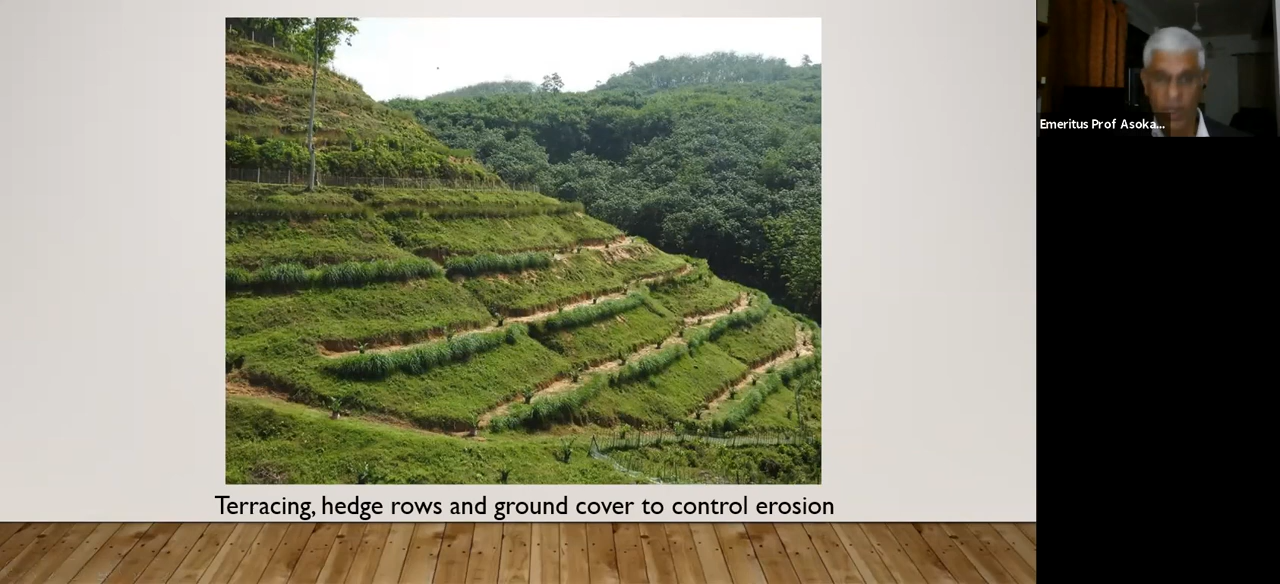 Emeritus Prof Asoka...
Terracing, hedge rows and ground cover to control erosion